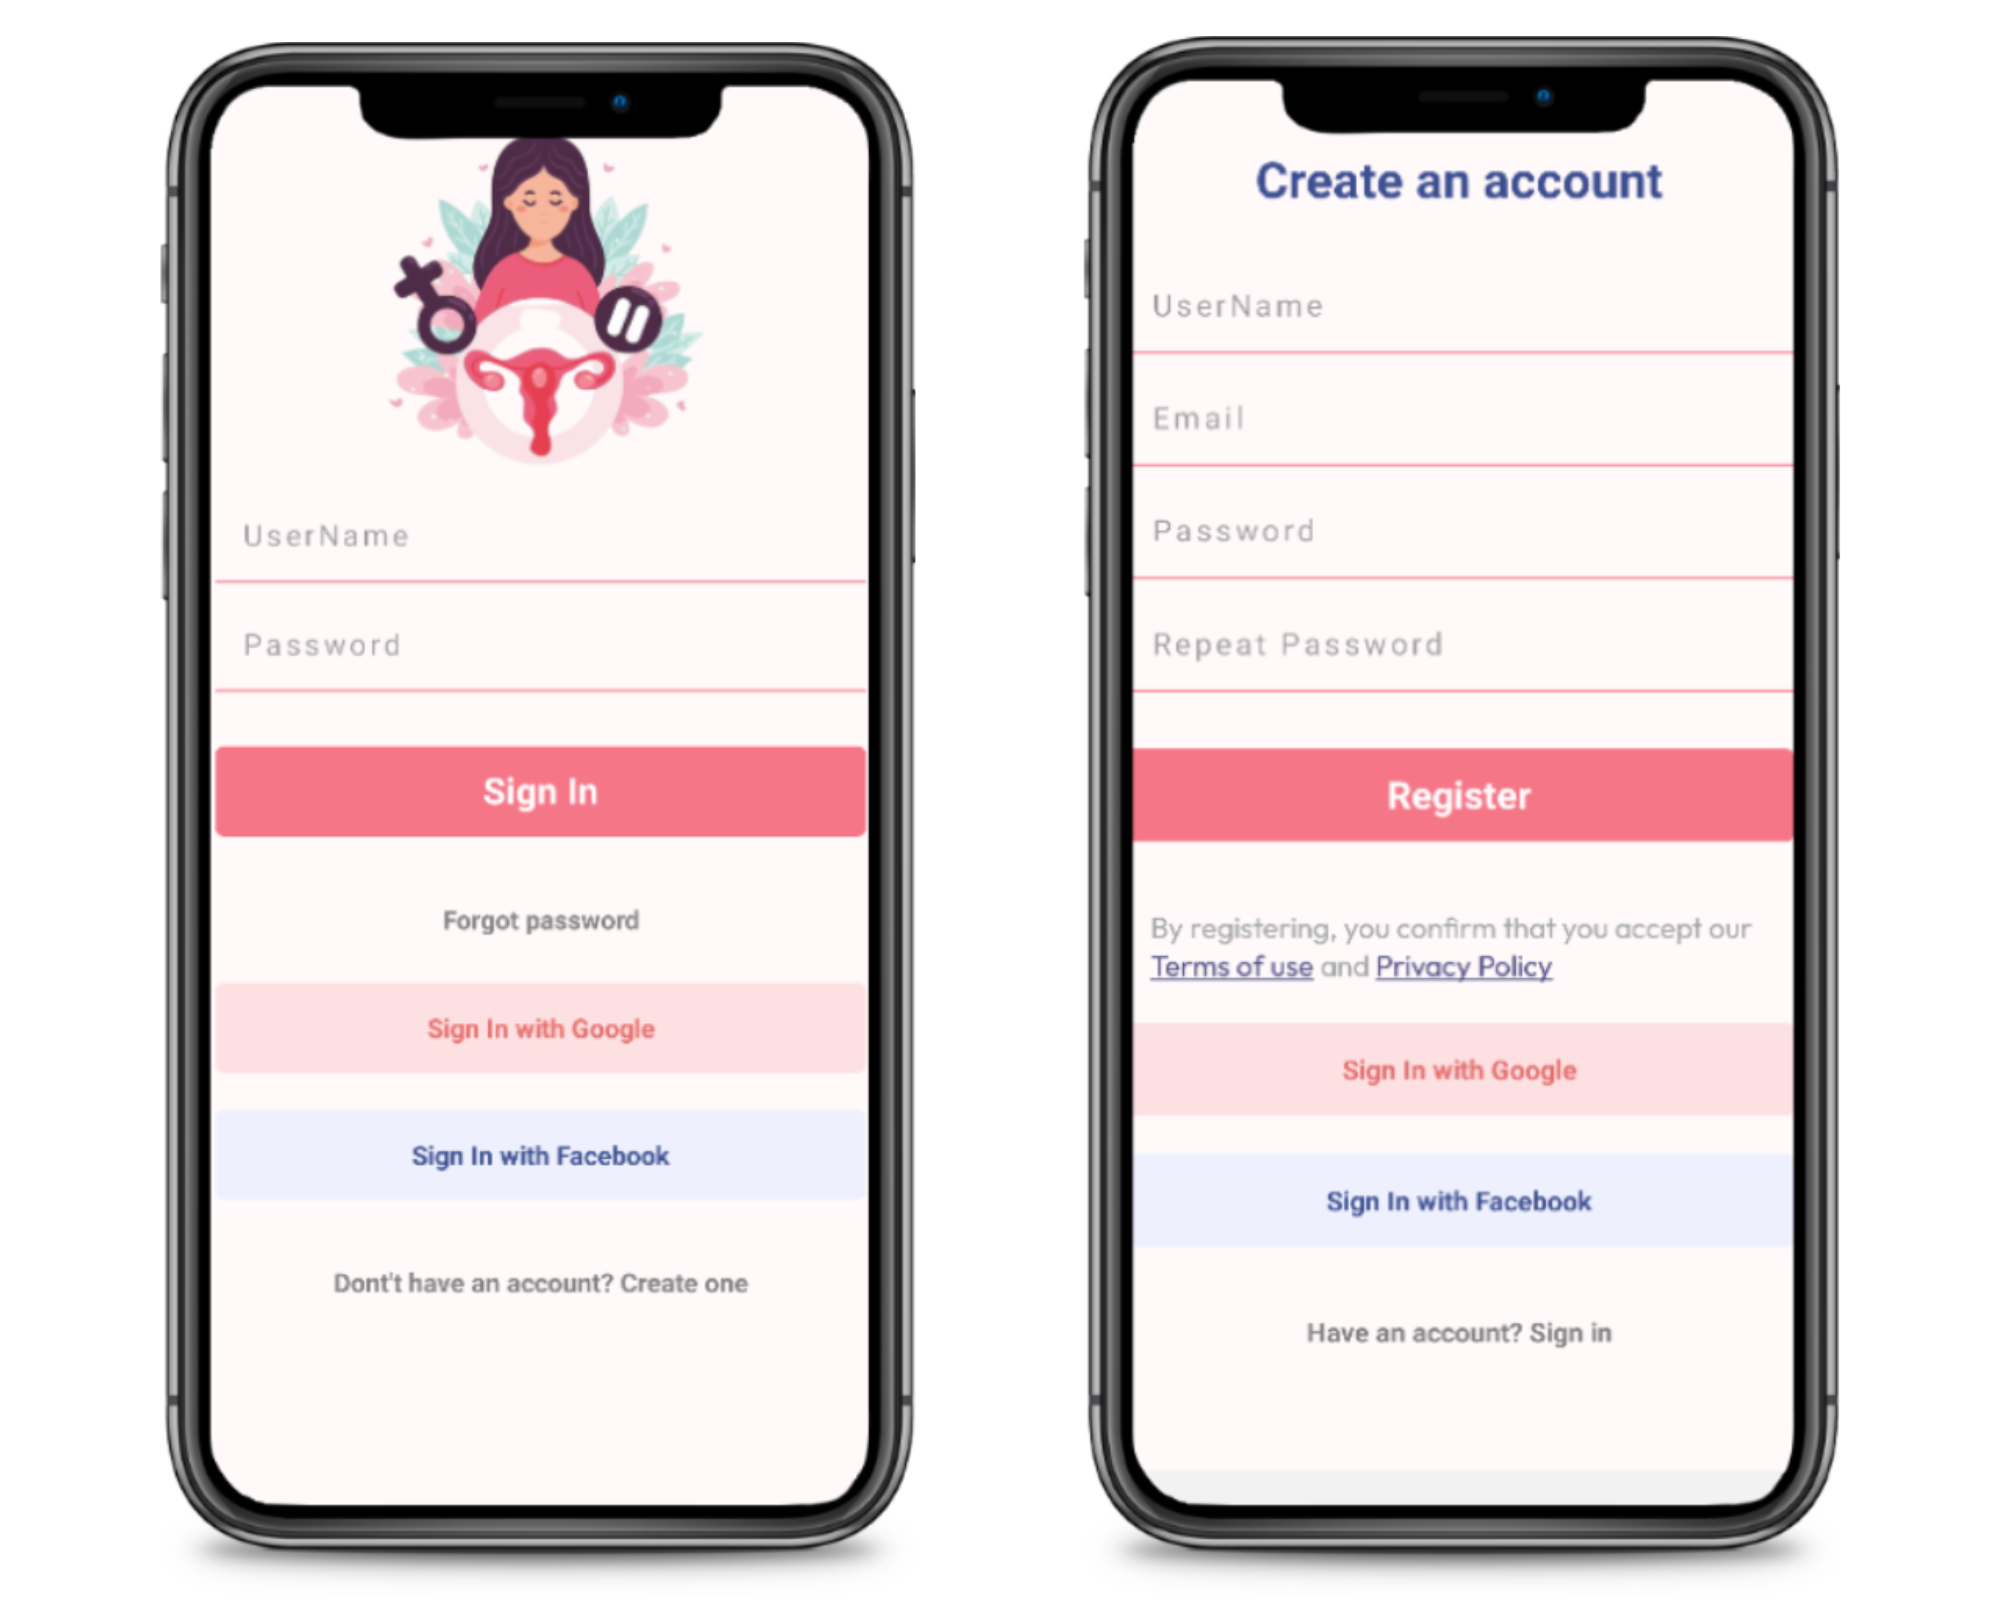 UserName
Password
Sign In
Forgot password
Sign In with Google
Sign In with Facebook
Dont't have an account? Create one
Create an account
UserName
Email
Password
Repeat Password
Register
By registering, you confirm that you accept our
Terms of use and Privacy Policy
Sign In with Google
Sign In with Facebook
Have an account? Sign in